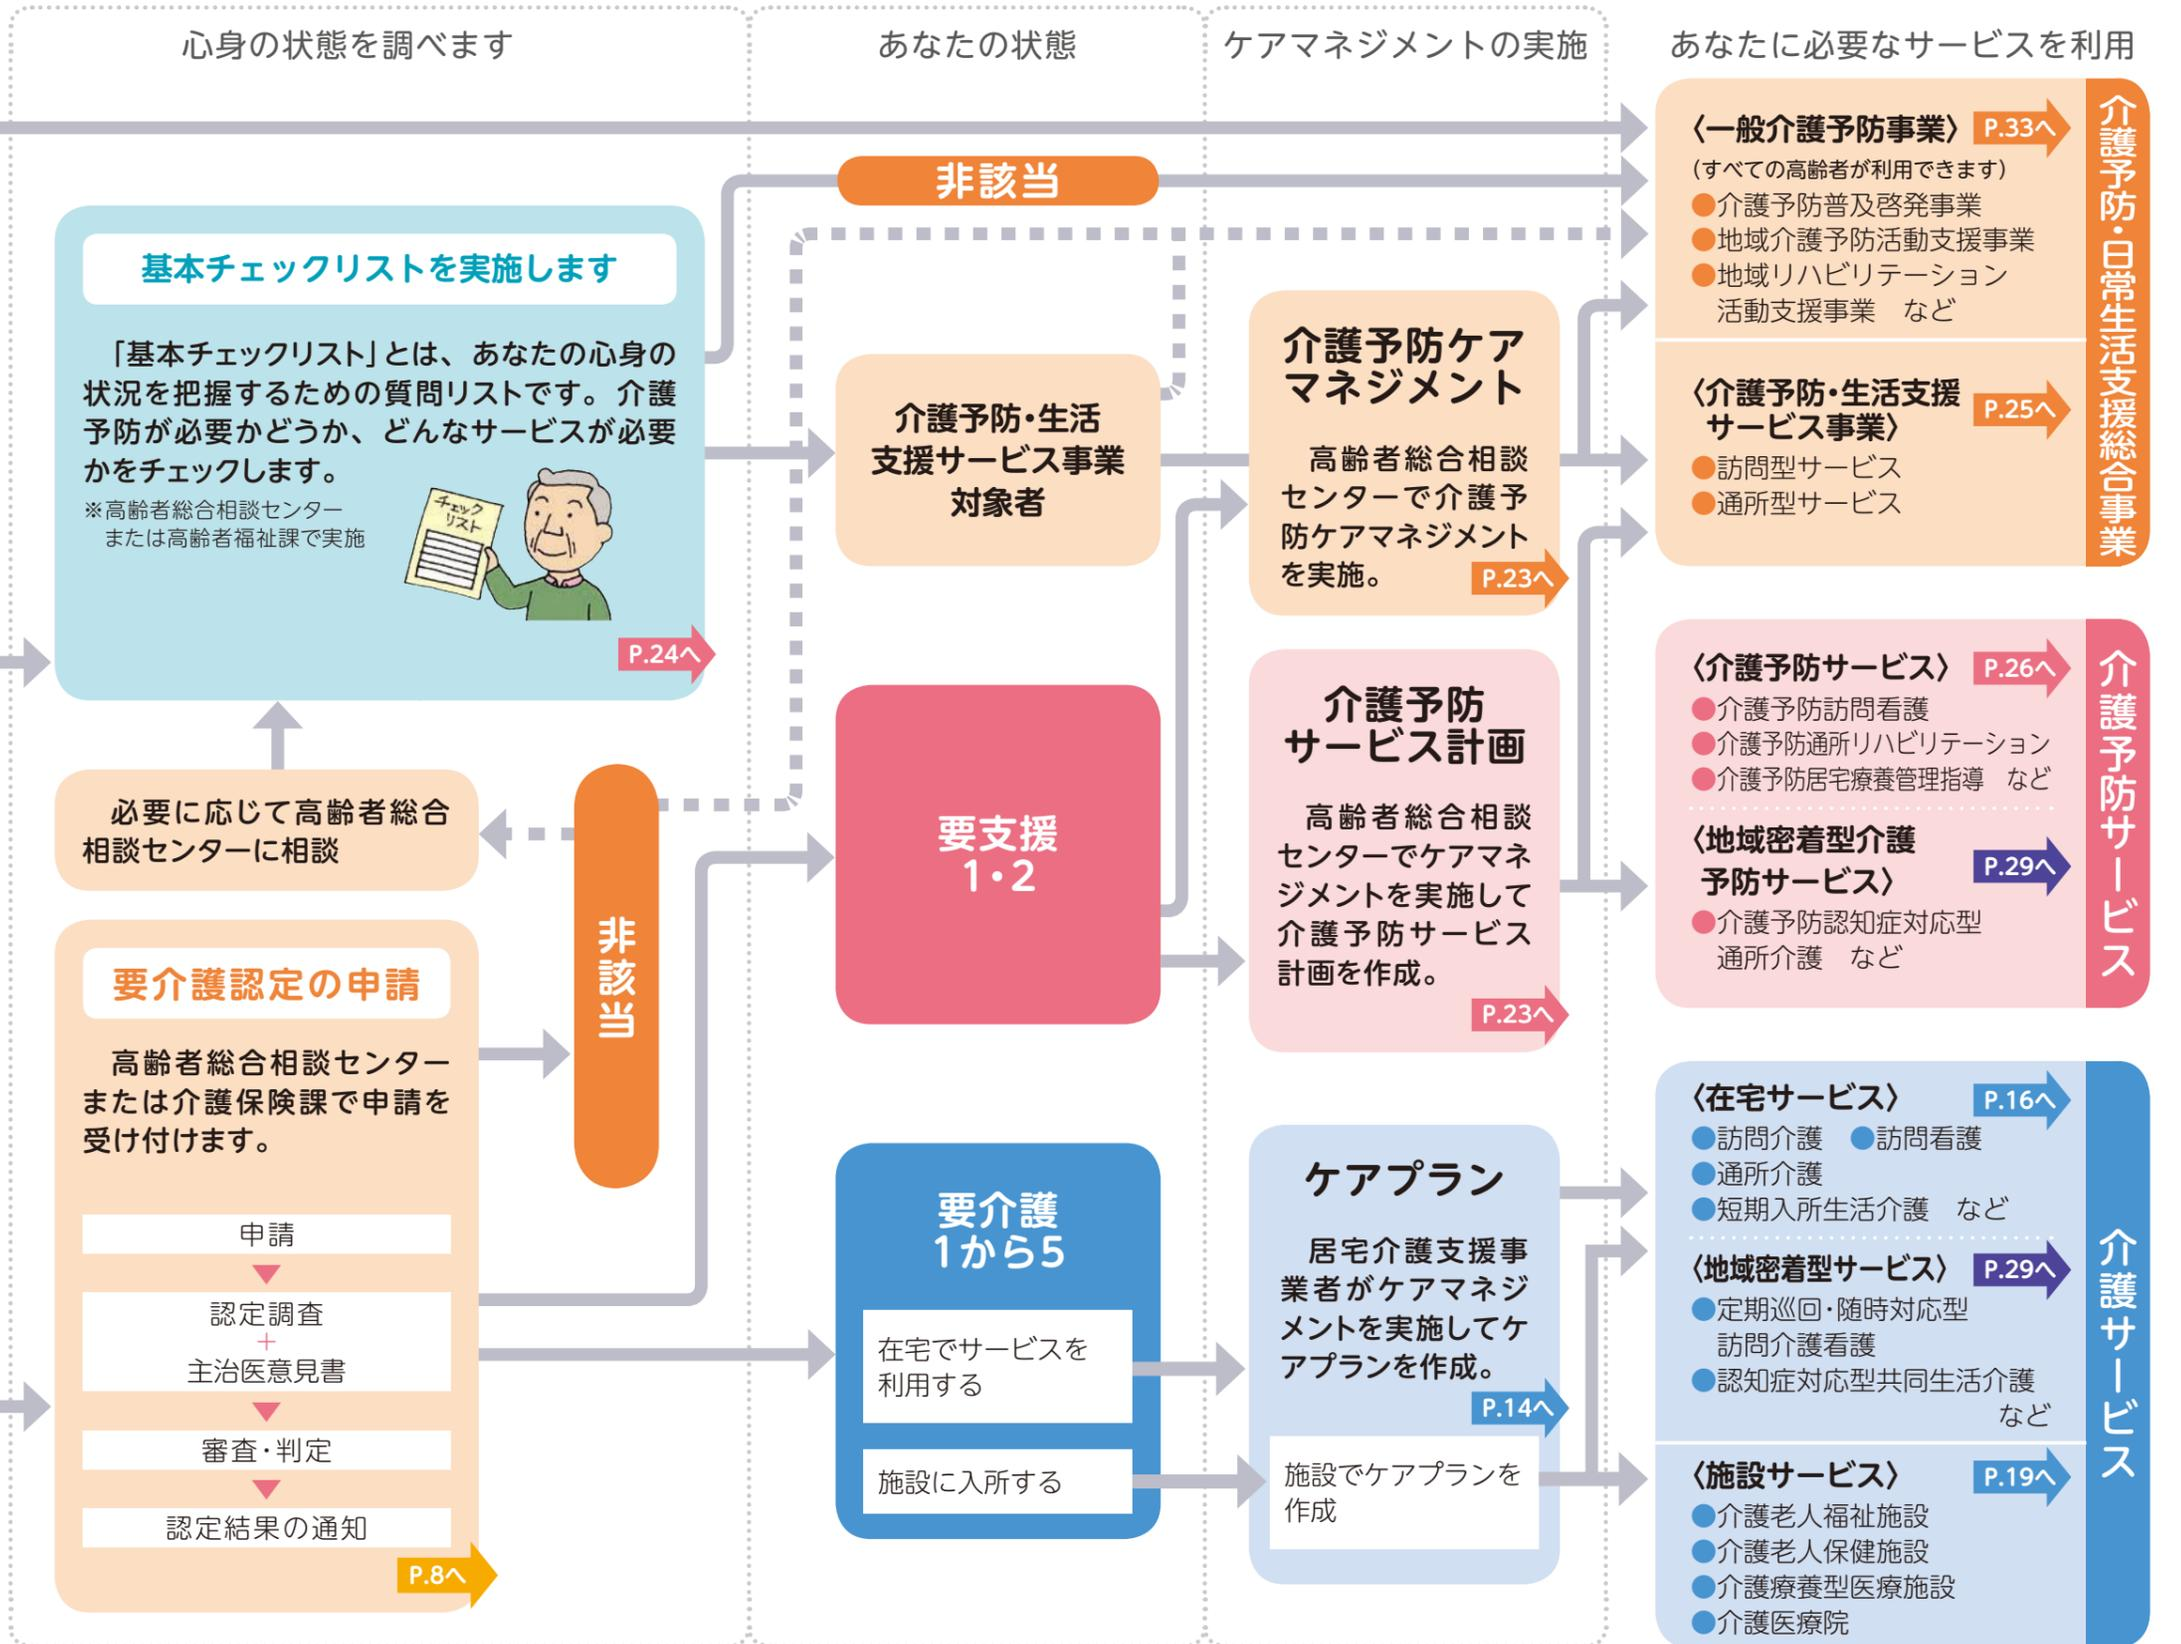 心身の状態を調べます
あなたの状態
ケアマネジメントの実施
あなたに必要なサービスを利用
基本チェックリストを実施します
「基本チェックリスト」とは、あなたの心身の
状況を把握するための質問リストです。介護
予防が必要かどうか、どんなサービスが必要
かをチェックします。
※高齢者総合相談センター
または高齢者福祉課で実施
チェック
リスト
P.24へ
必要に応じて高齢者総合
相談センターに相談
要介護認定の申請
高齢者総合相談センター
または介護保険課で申請を
受け付けます。
申請
認定調査
+
主治医意見書
審査・判定
認定結果の通知
P.8へ
非該当
非該当
介護予防・生活
支援サービス事業
対象者
要支援
1・2
要介護
1から5
在宅でサービスを
利用する
施設に入所する
介護予防ケア
マネジメント
高齢者総合相談
センターで介護予
防ケアマネジメント
を実施。
P.23へ
介護予防
サービス計画
高齢者総合相談
センターでケアマネ
ジメントを実施して
介護予防サービス
計画を作成。
P.23へ
ケアプラン
居宅介護支援事
業者がケアマネジ
メントを実施してケ
アプランを作成。
P.14へ
施設でケアプランを
作成
〈一般介護予防事業〉 P.33へ
(すべての高齢者が利用できます)
●介護予防普及啓発事業
●地域介護予防活動支援事業
●地域リハビリテーション
活動支援事業 など
〈介護予防・生活支援
サービス事業〉
P.25へ
●訪問型サービス
●通所型サービス
介護予防・日常生活支援総合事業
〈介護予防サービス〉 P.26へ
●介護予防訪問看護
●介護予防通所リハビリテーション
●介護予防居宅療養管理指導 など
〈地域密着型介護
予防サービス〉
P.29へ
●介護予防認知症対応型
通所介護 など
介護予防サービス
〈在宅サービス〉 P.16へ
●訪問介護 ●訪問看護
●通所介護
●短期入所生活介護 など
〈地域密着型サービス〉 P.29へ
●定期巡回・随時対応型
訪問介護看護
●認知症対応型共同生活介護
など
〈施設サービス〉 P.19へ
●介護老人福祉施設
●介護老人保健施設
●介護療養型医療施設
●介護医療院
介護サービス